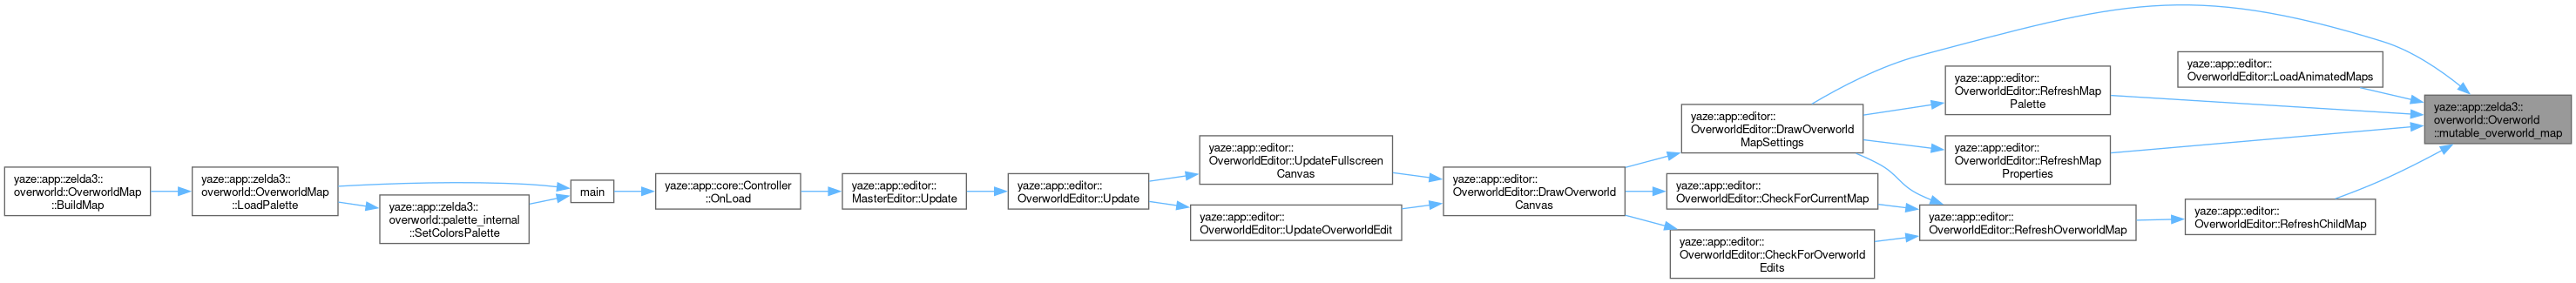 yaze::app::zelda3::
overworld::OverworldMap
::BuildMap
yaze::app::zelda3::
overworld::OverworldMap
::LoadPalette
yaze::app::zelda3::
overworld::palette_internal
::SetColorsPalette
main
yaze::app::core::Controller
::OnLoad
yaze::app::editor::
MasterEditor::Update
yaze::app::editor::
OverworldEditor::Update
yaze::app::editor::
OverworldEditor::UpdateFullscreen
Canvas
yaze::app::editor::
OverworldEditor::UpdateOverworldEdit
yaze::app::editor::
OverworldEditor::DrawOverworld
Canvas
yaze::app::editor::
OverworldEditor::DrawOverworld
MapSettings
yaze::app::editor::
OverworldEditor::CheckForCurrentMap
yaze::app::editor::
OverworldEditor::CheckForOverworld
Edits
yaze::app::editor::
OverworldEditor::RefreshMap
Palette
yaze::app::editor::
OverworldEditor::RefreshMap
Properties
yaze::app::editor::
OverworldEditor::RefreshOverworldMap
yaze::app::editor::
OverworldEditor::LoadAnimatedMaps
yaze::app::editor::
OverworldEditor::RefreshChildMap
yaze::app::zelda3::
overworld::Overworld
::mutable_overworld_map